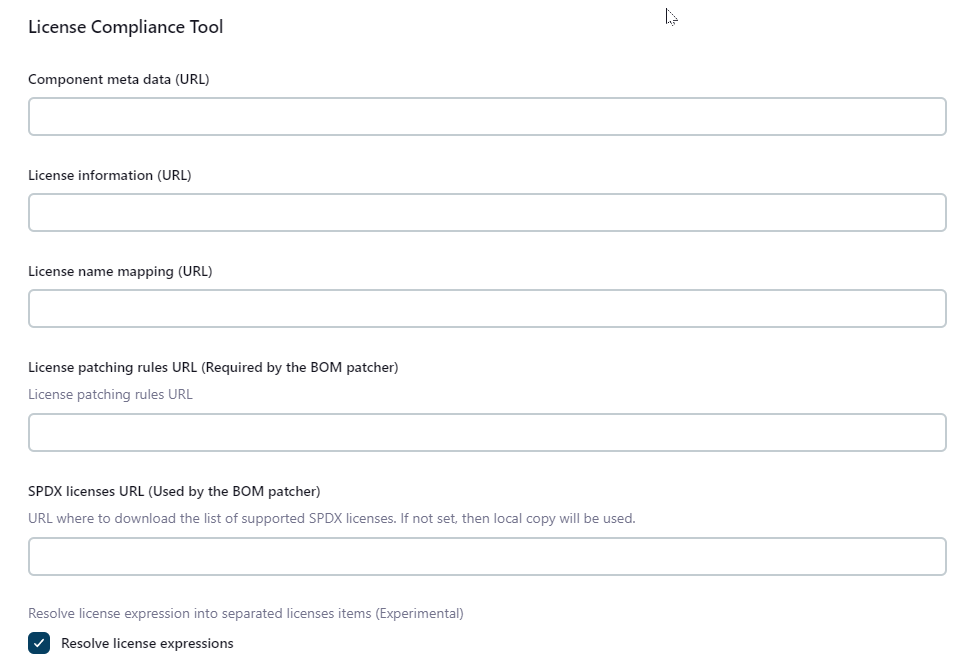 License Compliance Tool
Component meta data (URL)
License information (URL)
License name mapping (URL)
License patching rules URL (Required by the BOM patcher)
License patching rules URL
SPDX licenses URL (Used by the BOM patcher)
URL where to download the list of supported SPDX licenses. If not set, then local copy will be used.
Resolve license expression into separated licenses items (Experimental)
Resolve license expressions